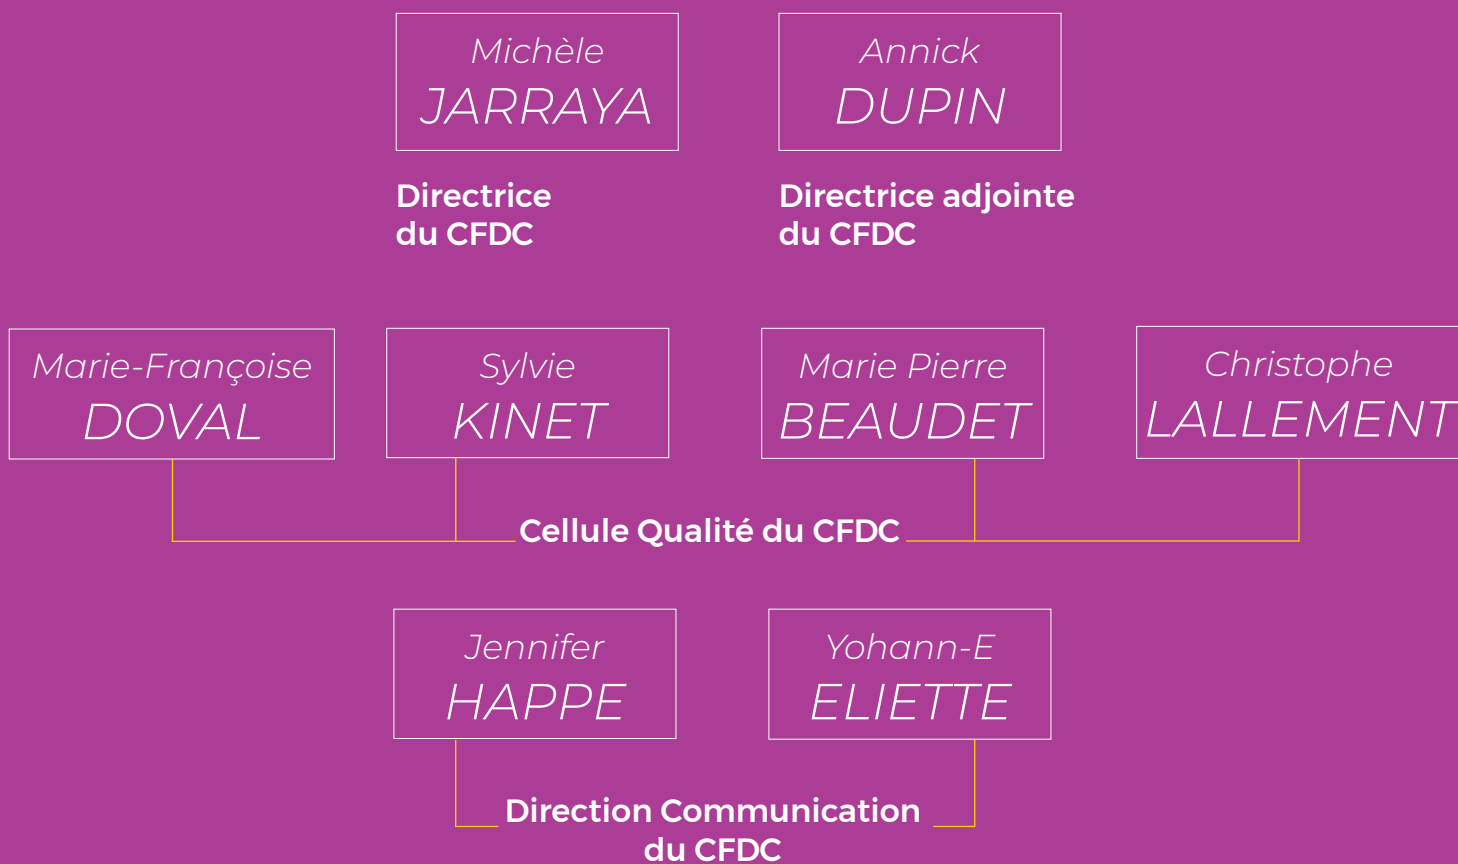 Michèle
JARRAYA
Directrice
du CFDC
Annick
DUPIN
Directrice adjointe
du CFDC
Marie-Françoise
DOVAL
Sylvie
KINET
Marie Pierre
BEAUDET
Christophe
LALLEMENT
Cellule Qualité du CFDC
Jennifer
HAPPE
Yohann-E
ELIETTE
Direction Communication
du CFDC